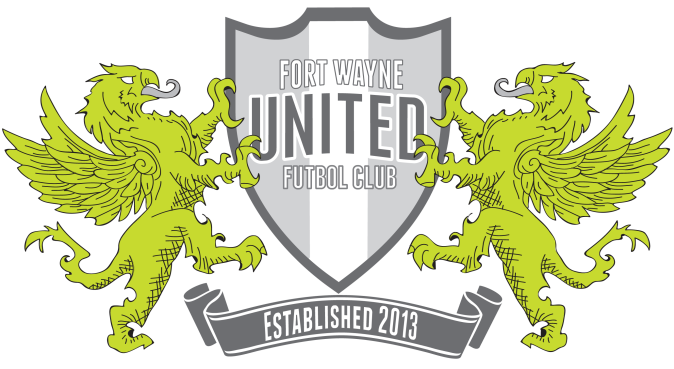 FORT WAYNE
UNITED
FUTBOL CLUB
ESTABLISHED 2013